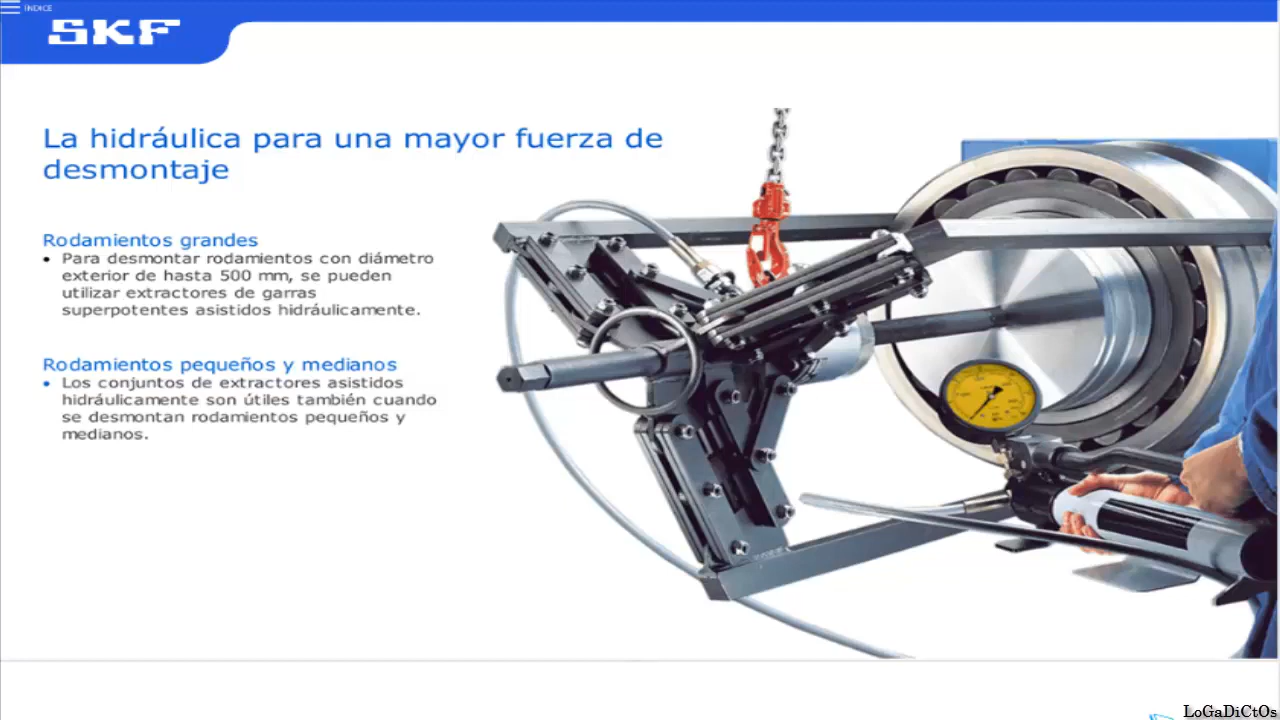 ÍNDICE
SKF
La hidráulica para una mayor fuerza de
desmontaje
Rodamientos grandes
• Para desmontar rodamientos con diámetro
exterior de hasta 500 mm, se pueden
utilizar extractores de garras
superpotentes asistidos hidráulicamente.
Rodamientos pequeños y medianos
• Los conjuntos de extractores asistidos
hidráulicamente son útiles también cuando
se desmontan rodamientos pequeños y
medianos.
LoGaDiCtOs